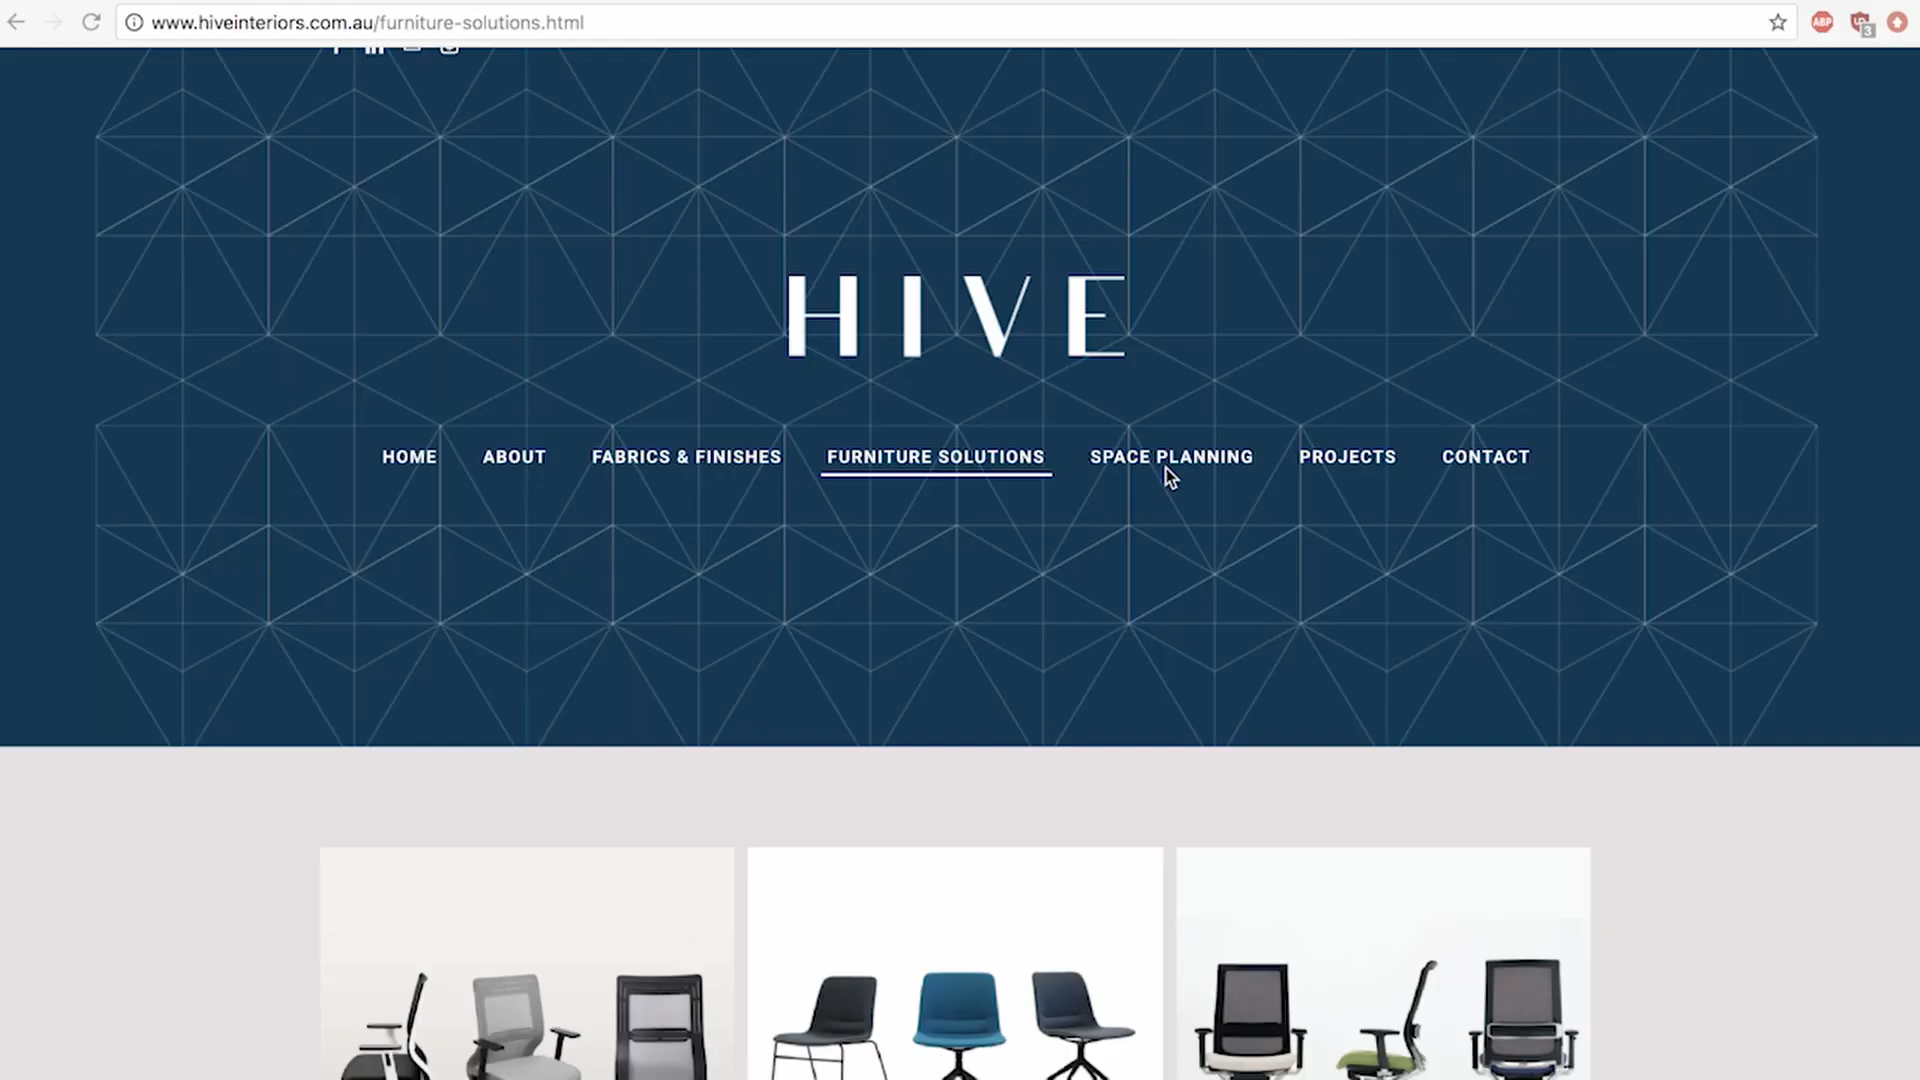 www.hiveinteriors.com.au/furniture-solutions.html
ABP
3
HIVE
HOME ABOUT FABRICS & FINISHES FURNITURE SOLUTIONS SPACE PLANNING PROJECTS CONTACT